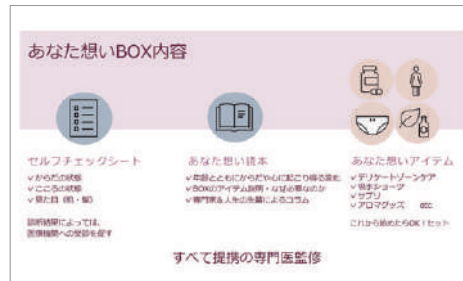 あなた想いBOX内容
セルフチェックシート
✓からだの状態
✓こころの状態
✓見た目(肌・髪)
診断結果によっては、
医療機関への受診を促す
あなた想い読本
✓年齢とともにからだや心に起こり得る変化
✓BOXのアイテム説明・なぜ必要なのか
✓専門家&人生の先輩によるコラム
あなた想いアイテム
✓デリケートゾーンケア
✓吸水ショーツ
✓サプリ
✓アロマグッズ etc
これから始めたらOK!セット
すべて提携の専門医監修